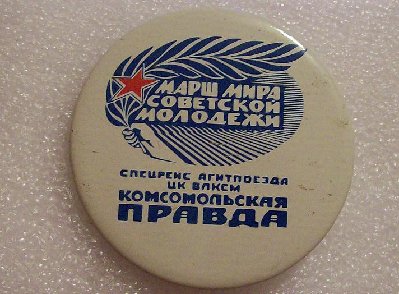 МАРШ МИРА
СОВЕТСКОЙ
МОЛОДЕЖИ
СПЕЦРЕЙС АГИТПОЕЗДА
ЦК ВЛКСМ
КОМСОМОЛЬСКАЯ
ПРАВДА